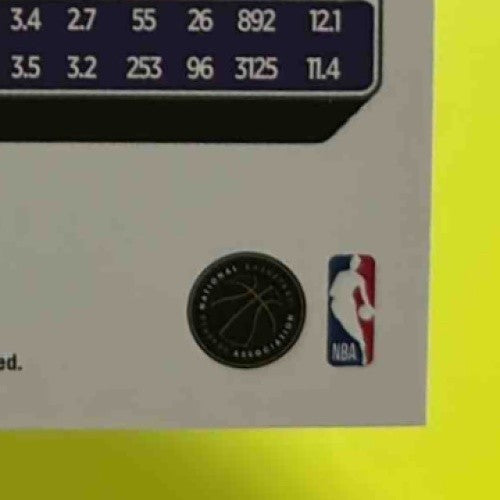 3.4 2.7 55 26 892 12.1
3.5 3.2 253 96 3125 11.4
NATIONAL BASKETBALL
PLAYERS ASSOCIATION
NBA
ed.